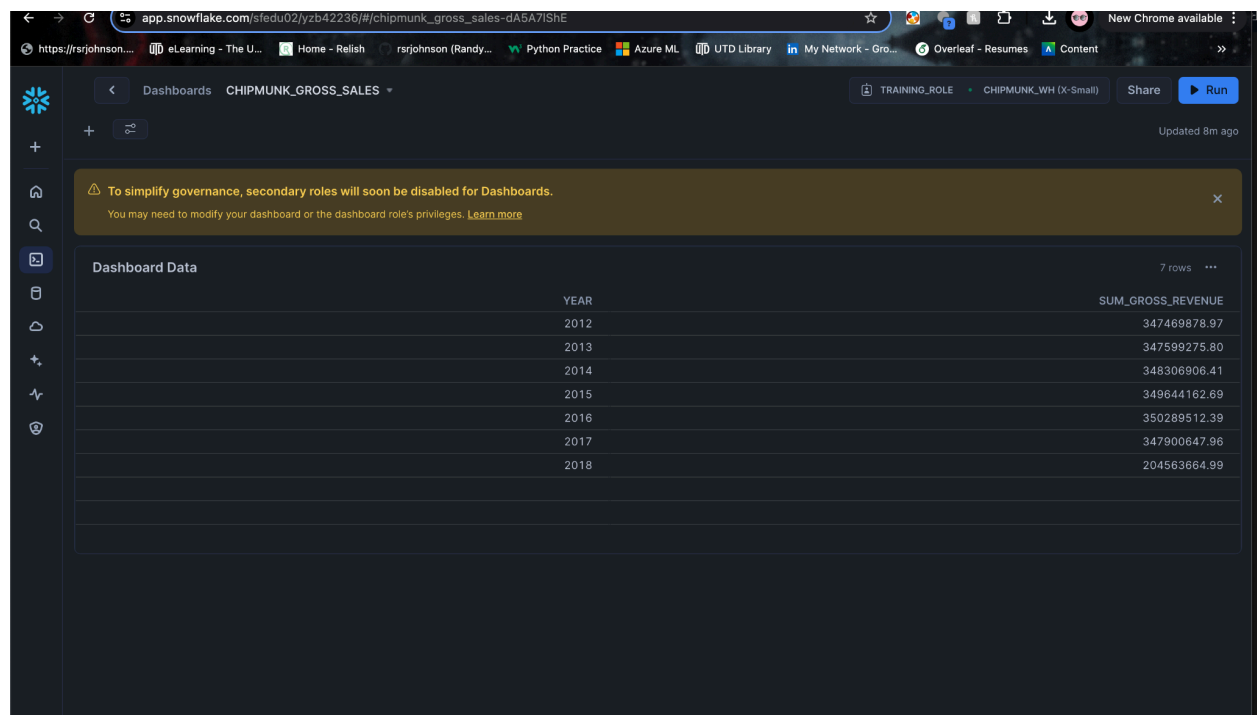 app.snowflake.com/sfedu02/yzb42236/#/chipmunk_gross_sales-dA5A7lShE
New Chrome available
https://rsrjohnson.... eLearning - The U... Home - Relish rsrjohnson (Randy... Python Practice Azure ML UTD Library My Network - Gro... Overleaf - Resumes Content »
Dashboards CHIPMUNK_GROSS_SALES TRAINING_ROLE • CHIPMUNK_WH (X-Small) Share Run
Updated 8m ago
To simplify governance, secondary roles will soon be disabled for Dashboards.
You may need to modify your dashboard or the dashboard role's privileges. Learn more
Dashboard Data 7 rows ...
YEAR SUM_GROSS_REVENUE
2012 347469878.97
2013 347599275.80
2014 348306906.41
2015 349644162.69
2016 350289512.39
2017 347900647.96
2018 204563664.99